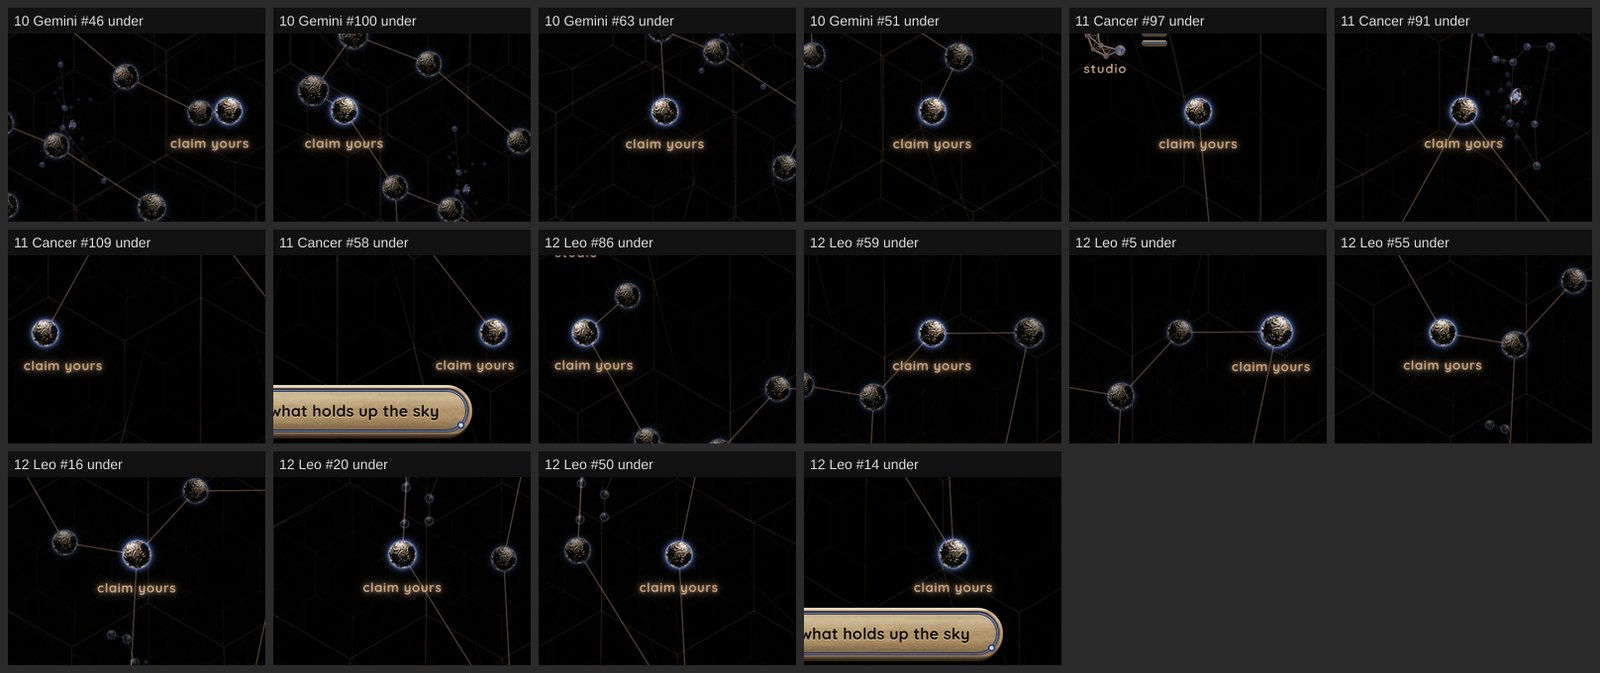 10 Gemini #46 under
claim yours
10 Gemini #100 under
claim yours
10 Gemini #63 under
claim yours
10 Gemini #51 under
claim yours
11 Cancer #97 under
studio
claim yours
11 Cancer #91 under
claim yours
11 Cancer #109 under
claim yours
11 Cancer #58 under
claim yours
what holds up the sky
12 Leo #86 under
studio
claim yours
12 Leo #59 under
claim yours
12 Leo #5 under
claim yours
12 Leo #55 under
claim yours
12 Leo #16 under
claim yours
12 Leo #20 under
claim yours
12 Leo #50 under
claim yours
12 Leo #14 under
claim yours
what holds up the sky